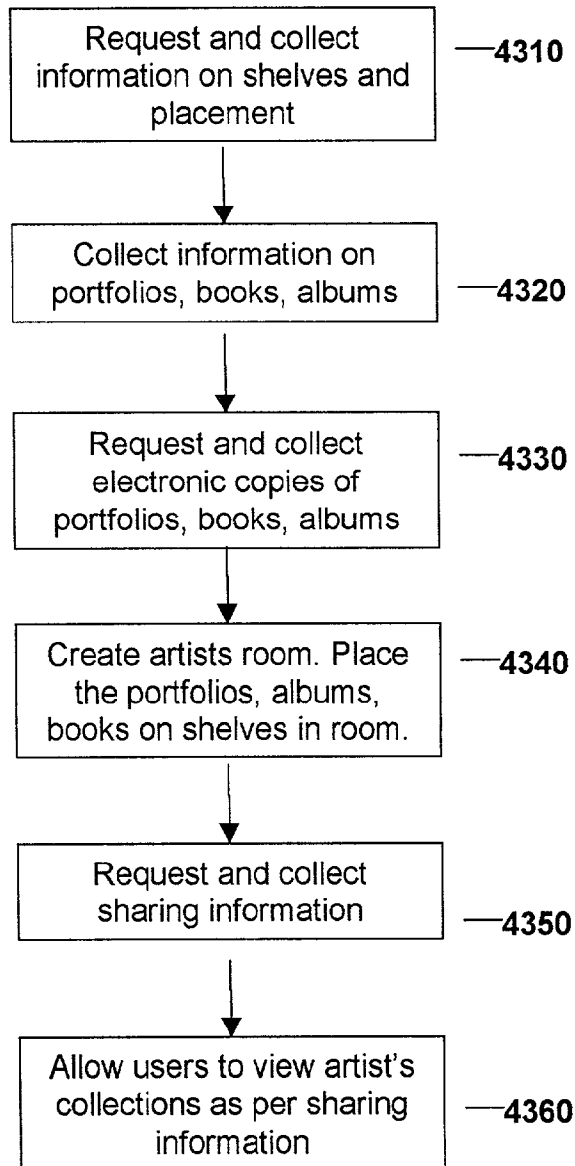 Request and collect
information on shelves and
placement
4310
Collect information on
portfolios, books, albums
4320
Request and collect
electronic copies of
portfolios, books, albums
4330
Create artists room. Place
the portfolios, albums,
books on shelves in room.
4340
Request and collect
sharing information
4350
Allow users to view artist's
collections as per sharing
information
4360